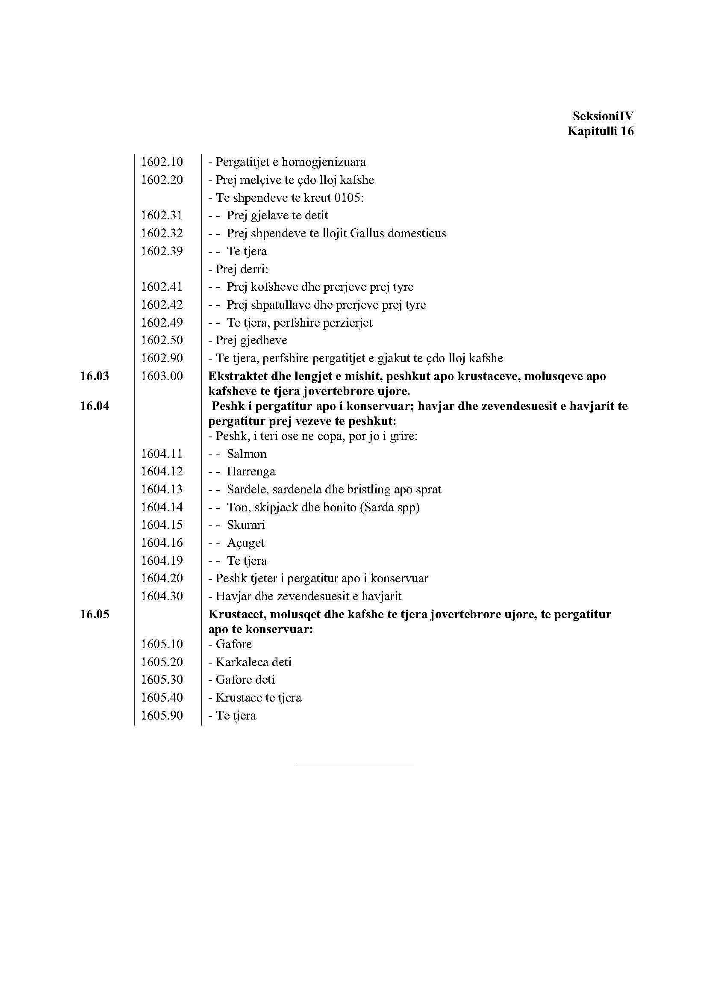 SeksioniIV
Kapitulli 16
1602.10 - Pergatitjet e homogjenizuara
1602.20 - Prej melçive te çdo lloj kafshe
- Te shpendeve te kreut 0105:
1602.31 - - Prej gjelave te detit
1602.32 - - Prej shpendeve te llojit Gallus domesticus
1602.39 - - Te tjera
- Prej derri:
1602.41 - - Prej kofsheve dhe prerjeve prej tyre
1602.42 - - Prej shpatullave dhe prerjeve prej tyre
1602.49 - - Te tjera, perfshire perzierjet
1602.50 - Prej gjedheve
1602.90 - Te tjera, perfshire pergatitjet e gjakut te çdo lloj kafshe
16.03 1603.00 Ekstraktet dhe lengjet e mishit, peshkut apo krustaceve, molusqeve apo
kafsheve te tjera jovertebrore ujore.
16.04 Peshk i pergatitur apo i konservuar; havjar dhe zevendesuesit e havjarit te
pergatitur prej vezeve te peshkut:
- Peshk, i teri ose ne copa, por jo i grire:
1604.11 - - Salmon
1604.12 - - Harrenga
1604.13 - - Sardele, sardenela dhe bristling apo sprat
1604.14 - - Ton, skipjack dhe bonito (Sarda spp)
1604.15 - - Skumri
1604.16 - - Açuget
1604.19 - - Te tjera
1604.20 - Peshk tjeter i pergatitur apo i konservuar
1604.30 - Havjar dhe zevendesuesit e havjarit
16.05 Krustacet, molusqet dhe kafshe te tjera jovertebrore ujore, te pergatitur
apo te konservuar:
1605.10 - Gafore
1605.20 - Karkaleca deti
1605.30 - Gafore deti
1605.40 - Krustace te tjera
1605.90 - Te tjera